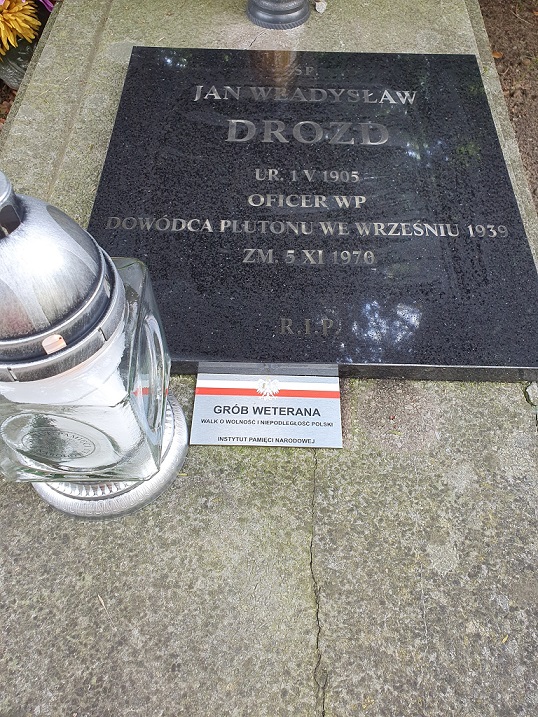 ŚP.
JAN WŁADYSŁAW
DROZD
UR. 1 V 1905
OFICER WP
DOWÓDCA PLUTONU WE WRZEŚNIU 1939
ZM. 5 XI 1970
R.I.P.
GRÓB WETERANA
WALK O WOLNOŚĆ I NIEPODLEGŁOŚĆ POLSKI
INSTYTUT PAMIĘCI NARODOWEJ